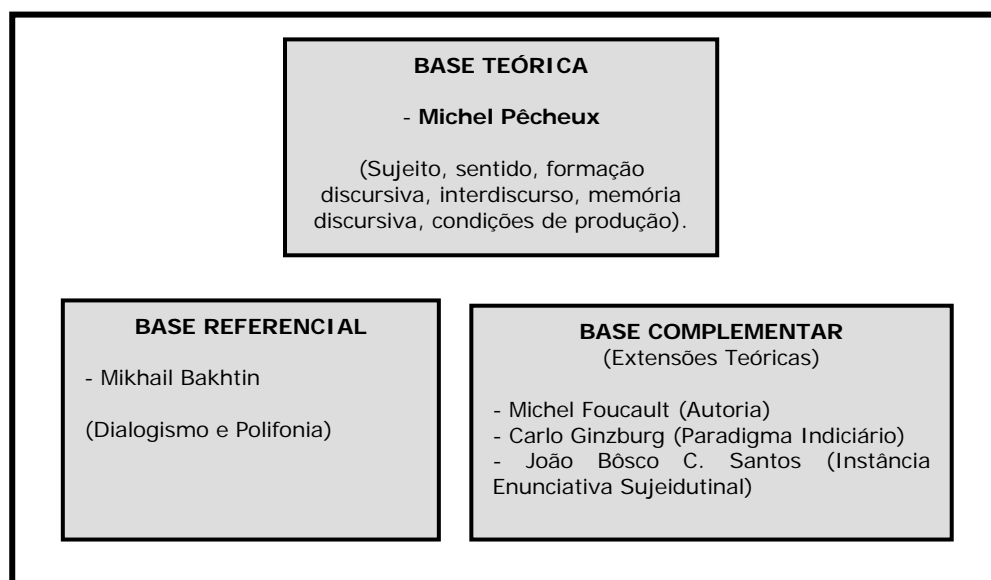 BASE TEÓRICA
- Michel Pêcheux
(Sujeito, sentido, formação
discursiva, interdiscurso, memória
discursiva, condições de produção).
BASE REFERENCIAL
- Mikhail Bakhtin
(Dialogismo e Polifonia)
BASE COMPLEMENTAR
(Extensões Teóricas)
- Michel Foucault (Autoria)
- Carlo Ginzburg (Paradigma Indiciário)
- João Bôsco C. Santos (Instância
Enunciativa Sujeidutinal)